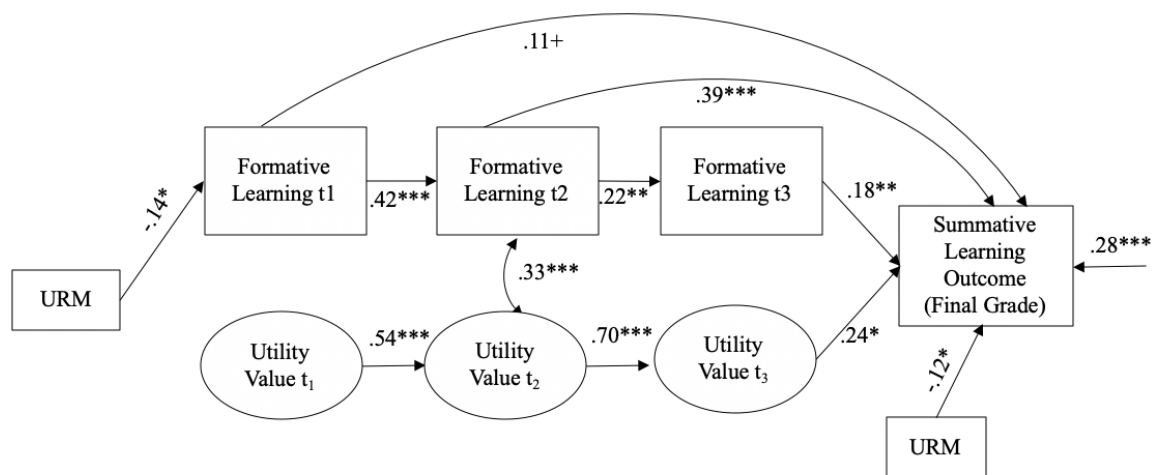 .11+
.39***
Formative
Learning t1
.42***
Formative
Learning t2
.22**
Formative
Learning t3
.18**
-.14*
Summative
Learning
Outcome
(Final Grade)
.28***
URM
.33***
Utility
Value t₁
.54***
Utility
Value t₂
.70***
Utility
Value t₃
.24*
-.12*
URM